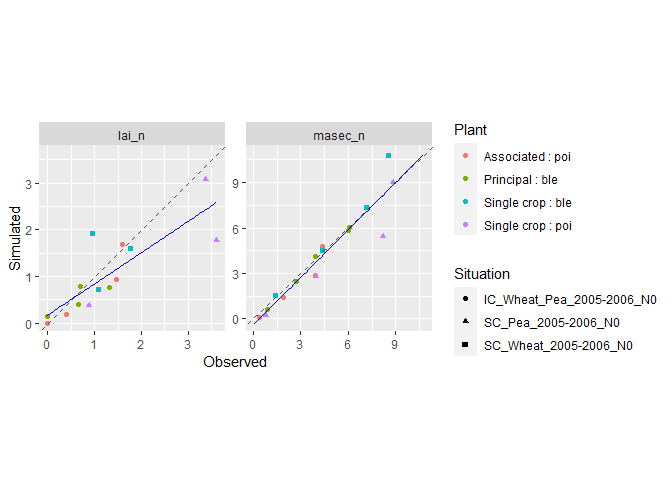 lai_n
masec_n
3
2
1
0
9
6
3
0
0
1
2
3
0
3
6
9
Simulated
Observed
Plant
Associated : poi
Principal : ble
Single crop : ble
Single crop : poi
Situation
IC_Wheat_Pea_2005-2006_N0
SC_Pea_2005-2006_N0
SC_Wheat_2005-2006_N0